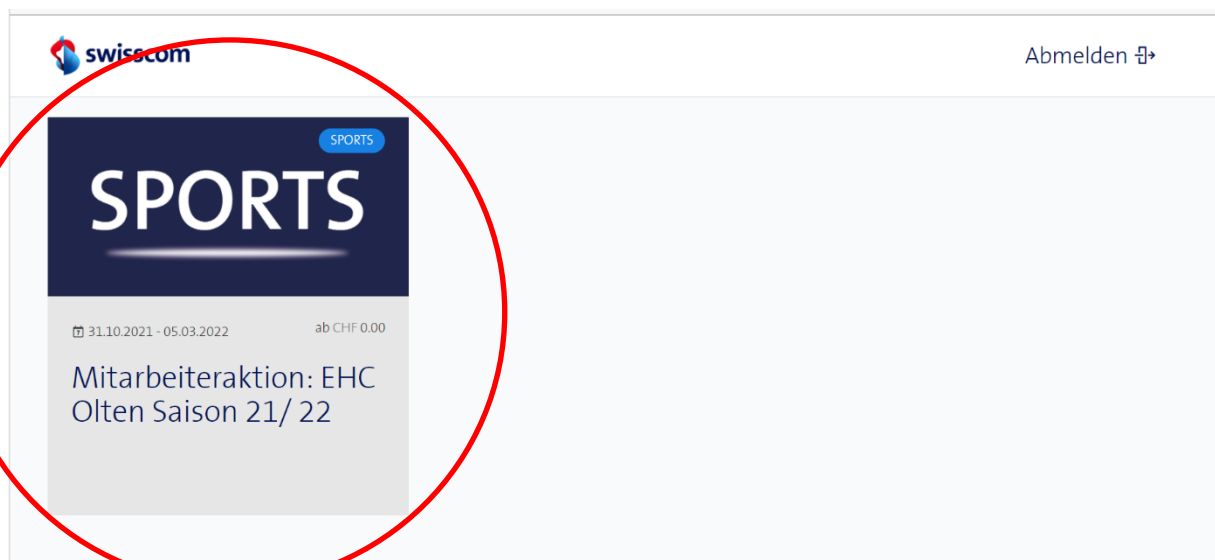 swisscom
Abmelden
SPORTS
SPORTS
31.10.2021 - 05.03.2022
ab CHF 0.00
Mitarbeiteraktion: EHC
Olten Saison 21/ 22